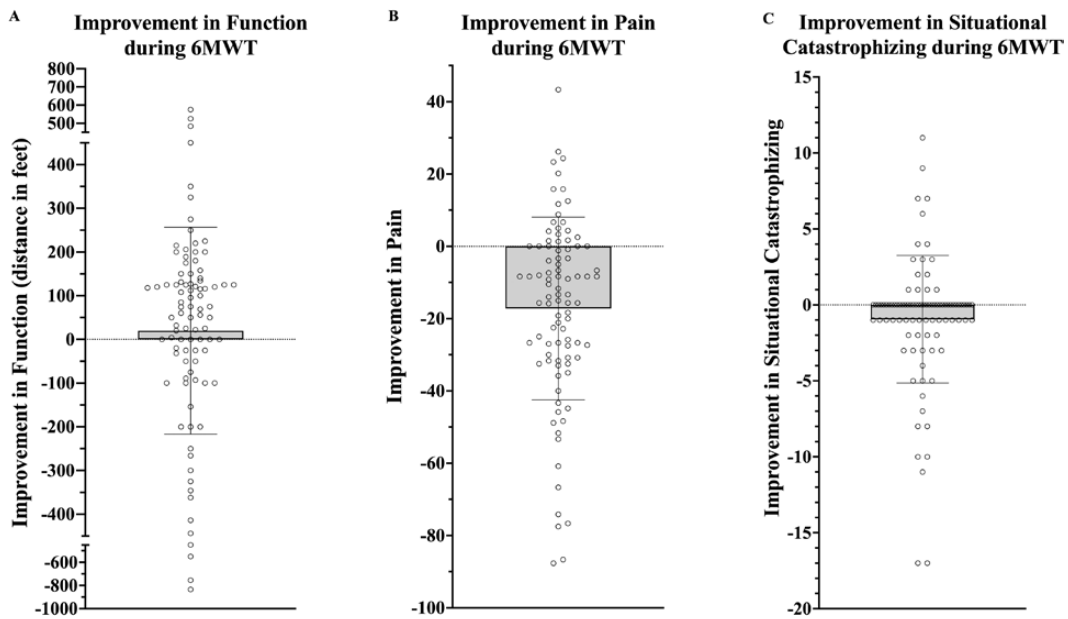 A
Improvement in Function
during 6MWT
Improvement in Function (distance in feet)
800
700
600
500
400
300
200
100
0
-100
-200
-300
-400
-600
-800
-1000
B
Improvement in Pain
during 6MWT
Improvement in Pain
40
20
0
-20
-40
-60
-80
-100
C
Improvement in Situational
Catastrophizing during 6MWT
Improvement in Situational Catastrophizing
15
10
5
0
-5
-10
-15
-20